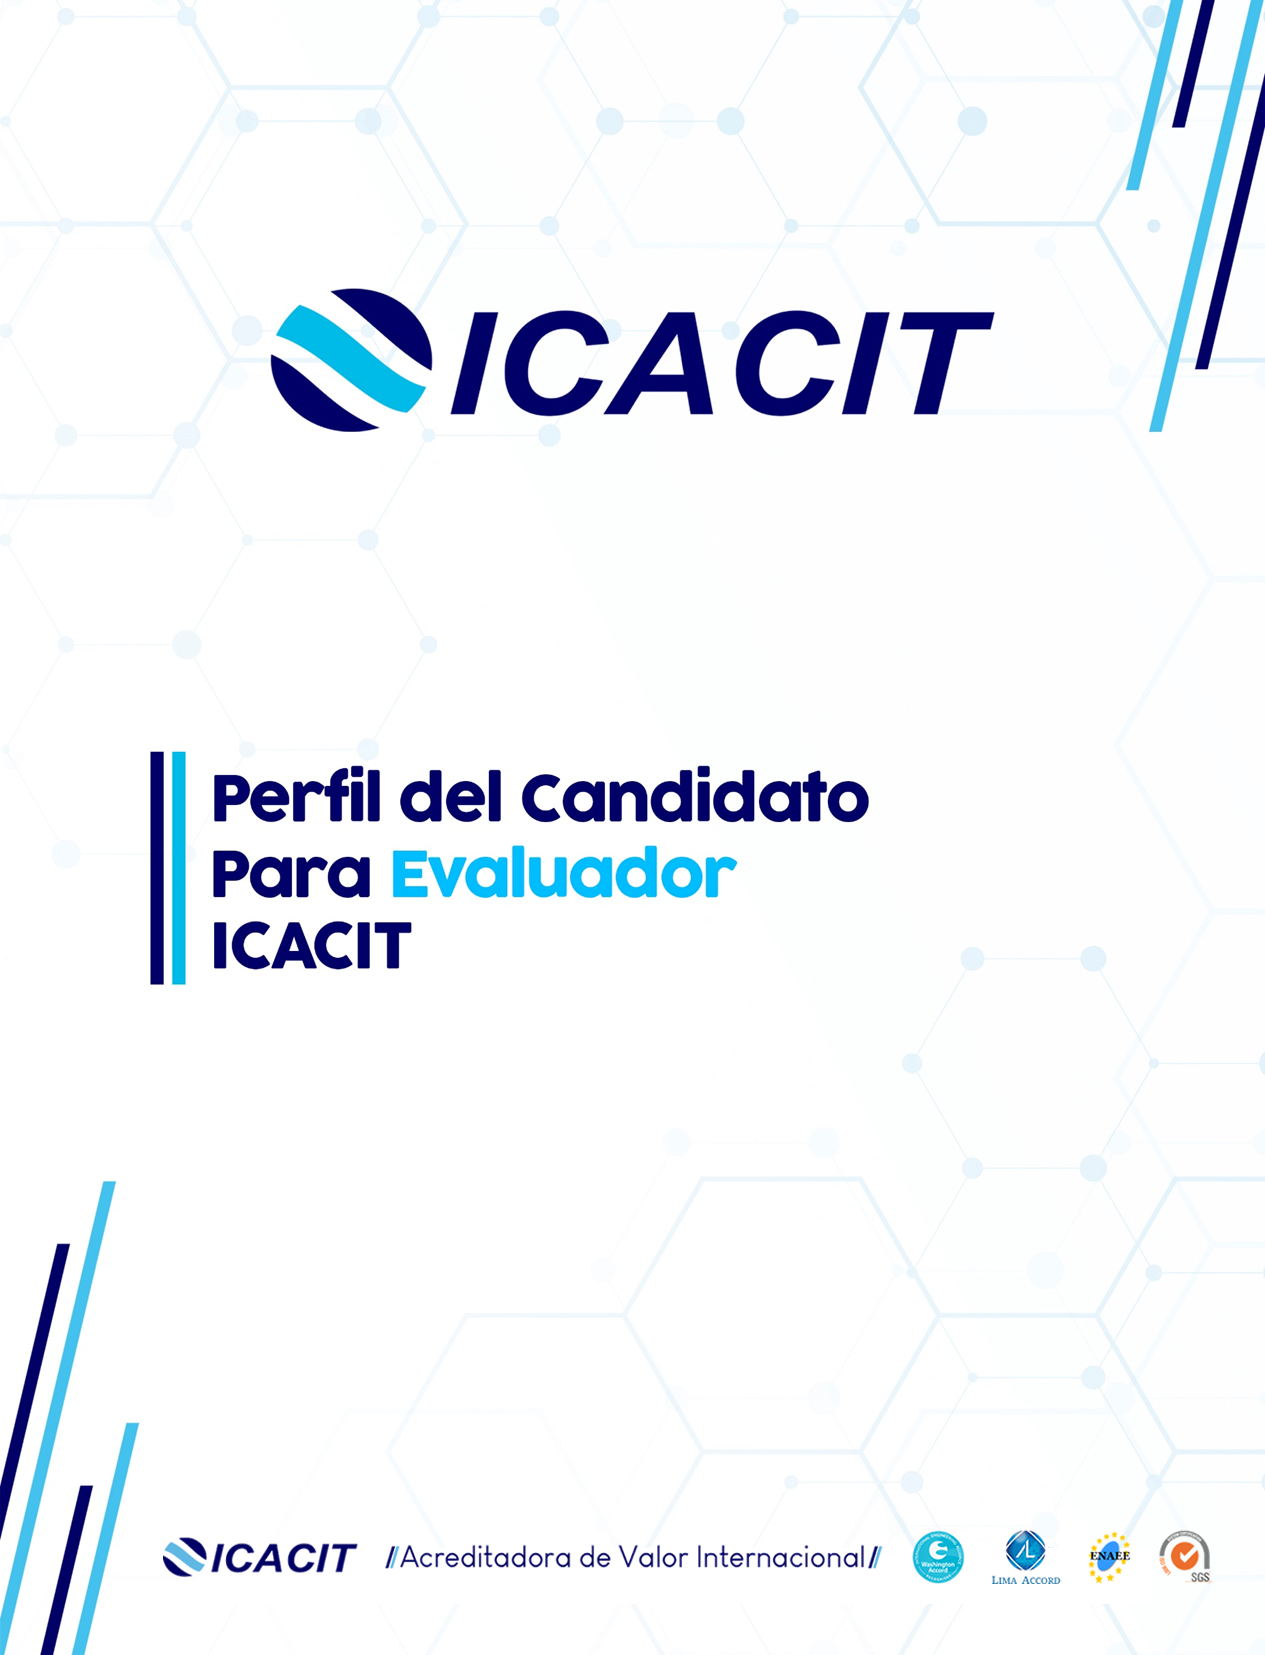 ICACIT
Perfil del Candidato
Para Evaluador
ICACIT
ICACIT //Acreditadora de Valor Internacional//
Washington
Accord
LIMA ACCORD
ENAEE
SGS